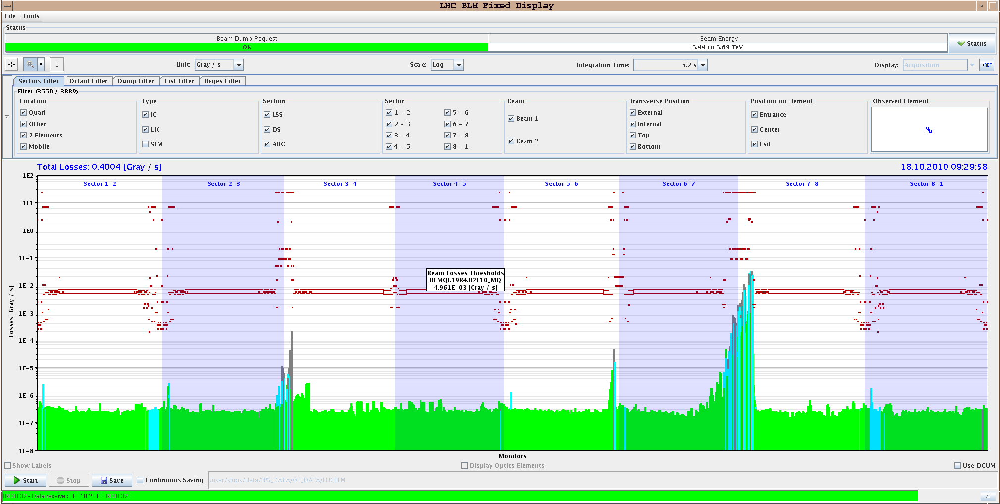 LHC BLM Fixed Display
File Tools
Status
Beam Dump Request Beam Energy
Ok 3.44 to 3.69 TeV
Status
Unit: Gray / s Scale: Log Integration Time: 5.2 s Display: Acquisition →REF
Sectors Filter Octant Filter Dump Filter List Filter Regex Filter
Filter (3550 / 3889)
Location Type Section Sector Beam Transverse Position Position on Element Observed Element
Quad IC LSS 1 - 2 5 - 6 Beam 1 External Entrance
Other LIC DS 2 - 3 6 - 7 Internal Center %
2 Elements 3 - 4 7 - 8 Top
Mobile SEM ARC 4 - 5 8 - 1 Beam 2 Bottom Exit
Total Losses: 0.4004 [Gray / s] 18.10.2010 09:29:58
Sector 1-2 Sector 2-3 Sector 3-4 Sector 4-5 Sector 5-6 Sector 6-7 Sector 7-8 Sector 8-1
1E2
1E1
1E0
1E-1
1E-2
1E-3
1E-4
1E-5
1E-6
1E-7
1E-8
Losses [Gray / s]
Beam Losses Thresholds
BLMQI.19R4.B2E10_MQ
4.961E-03 [Gray / s]
Monitors
Show Labels Display Optics Elements Use DCUM
Start STOP Stop Save Continuous Saving /user/slops/data/SPS_DATA/OP_DATA/LHCBLM
09:30:32 - Data received: 18.10.2010 09:30:32